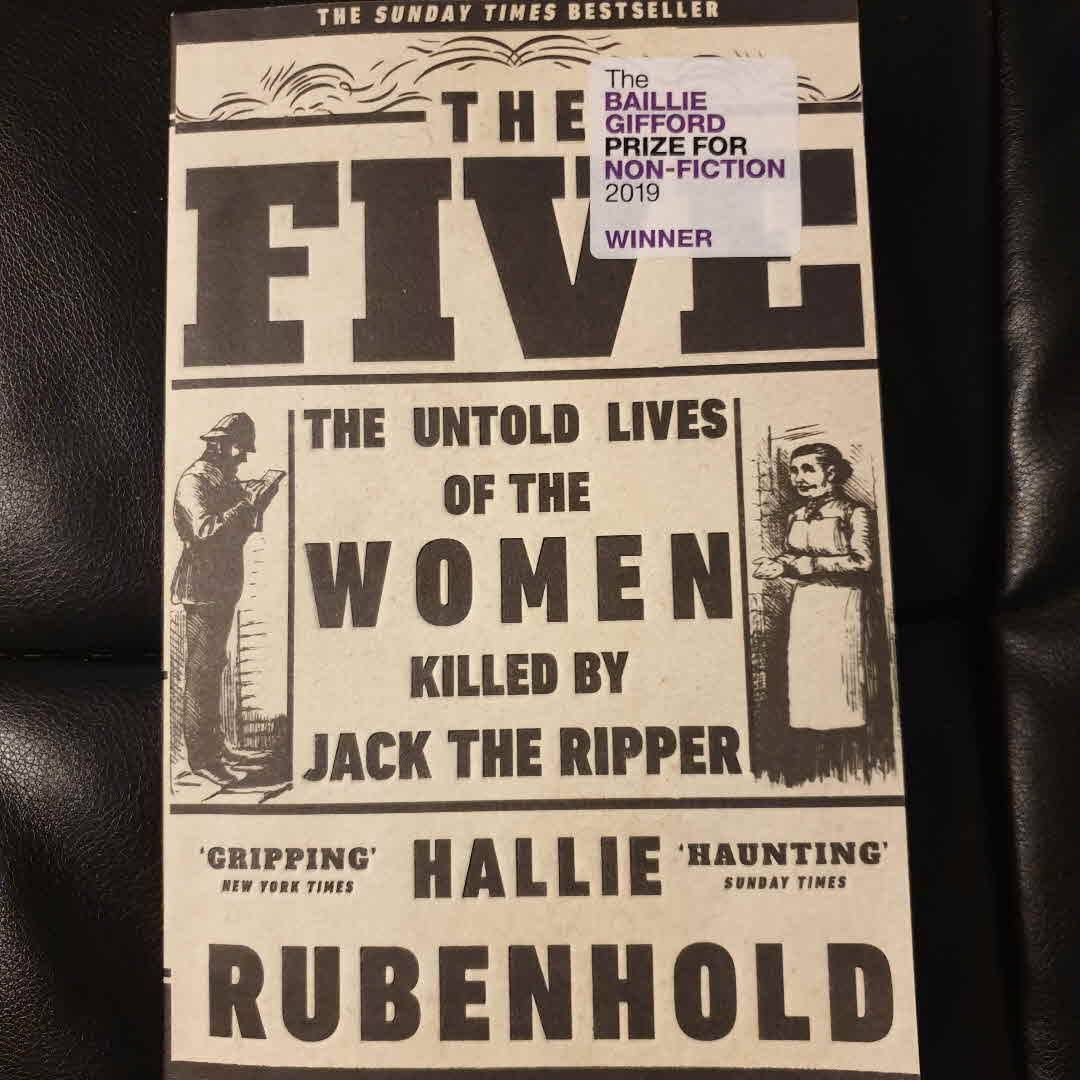 THE SUNDAY TIMES BESTSELLER
THE
FIVE
The
BAILLIE
GIFFORD
PRIZE FOR
NON-FICTION
2019
WINNER
THE UNTOLD LIVES
OF THE
WOMEN
KILLED BY
JACK THE RIPPER
'GRIPPING'
NEW YORK TIMES
HALLIE
'HAUNTING'
SUNDAY TIMES
RUBENHOLD